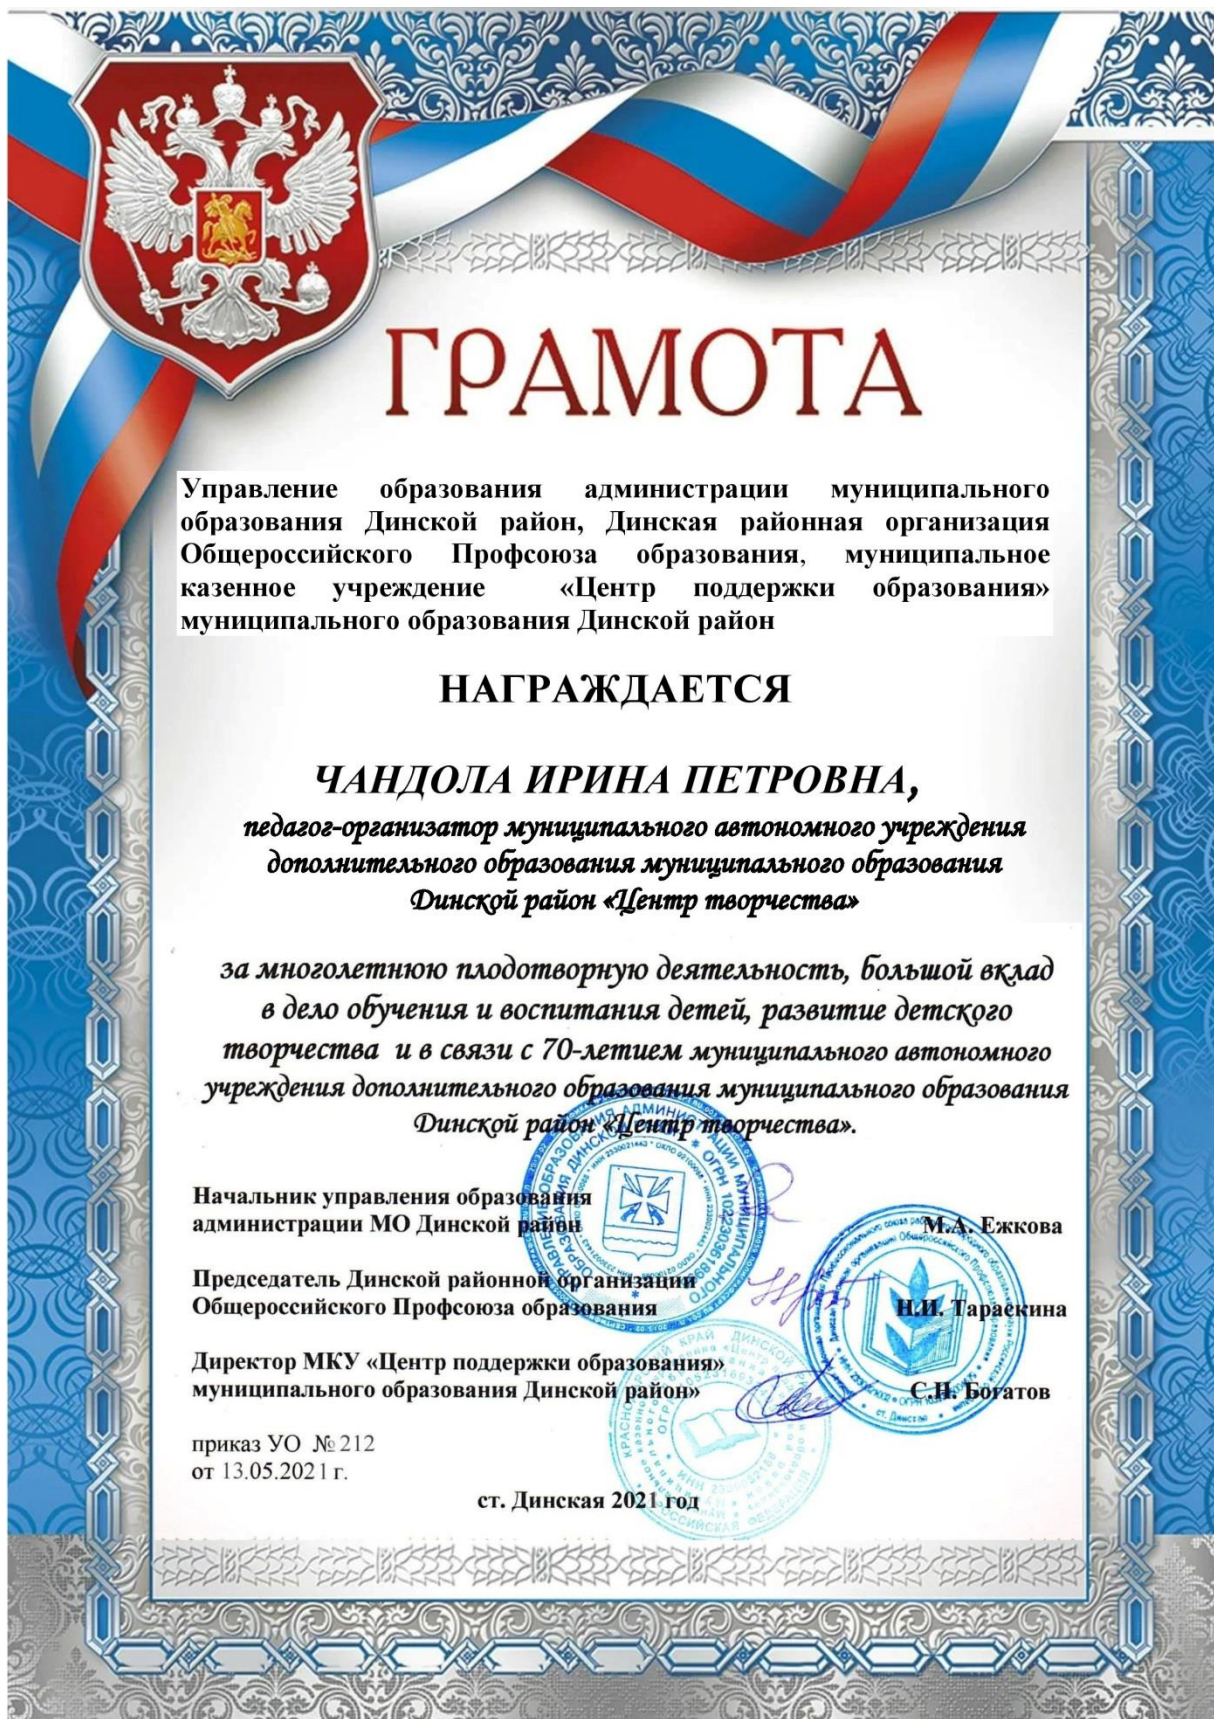 ГРАМОТА
Управление образования администрации муниципального
образования Динской район, Динская районная организация
Общероссийского Профсоюза образования, муниципальное
казенное учреждение «Центр поддержки образования»
муниципального образования Динской район
НАГРАЖДАЕТСЯ
ЧАНДОЛА ИРИНА ПЕТРОВНА,
педагог-организатор муниципального автономного учреждения
дополнительного образования муниципального образования
Динской район «Центр творчества»
за многолетнюю плодотворную деятельность, большой вклад
в дело обучения и воспитания детей, развитие детского
творчества и в связи с 70-летием муниципального автономного
учреждения дополнительного образования муниципального образования
Динской район «Центр творчества».
Начальник управления образования
администрации МО Динской район М.А. Ежкова
Председатель Динской районной организации
Общероссийского Профсоюза образования Н.И. Тараскина
Директор МКУ «Центр поддержки образования»
муниципального образования Динской район» С.Н. Богатов
приказ УО № 212
от 13.05.2021 г.
ст. Динская 2021 год